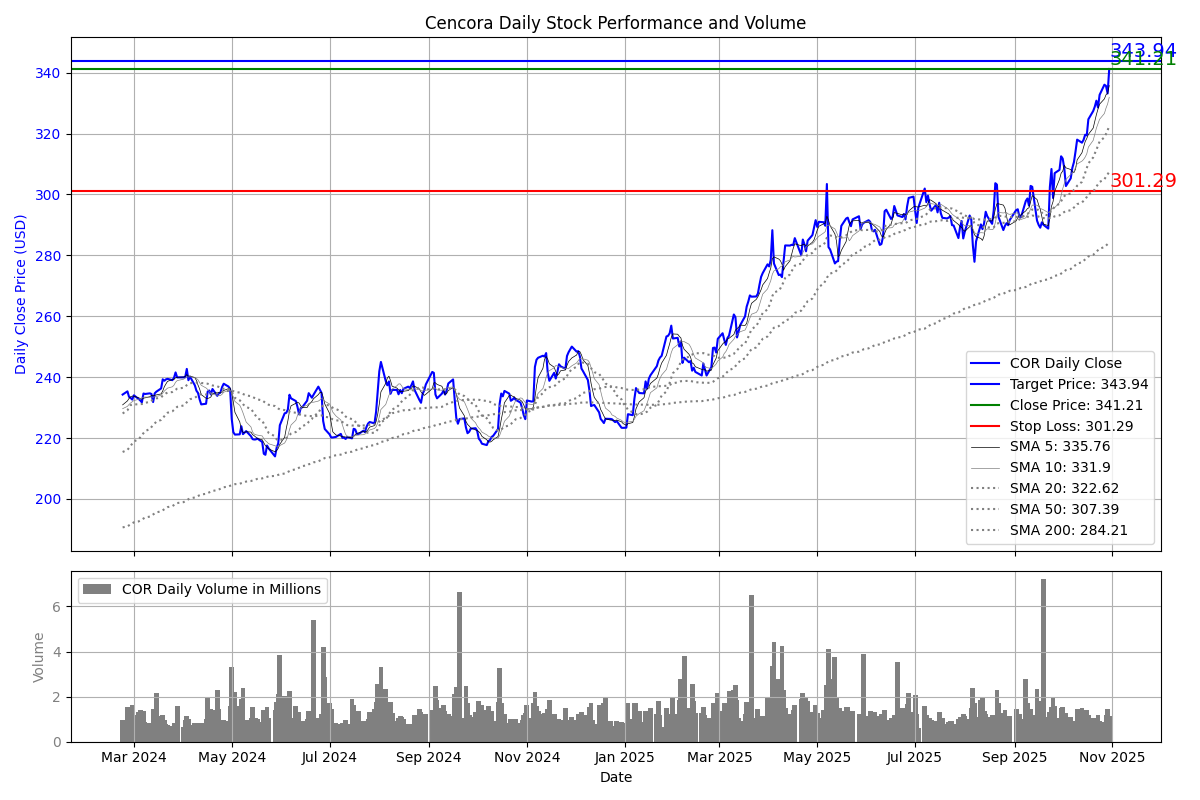 Cencora Daily Stock Performance and Volume
343.94
341.21
301.29
Daily Close Price (USD)
340
320
300
280
260
240
220
200
COR Daily Close
Target Price: 343.94
Close Price: 341.21
Stop Loss: 301.29
SMA 5: 335.76
SMA 10: 331.9
SMA 20: 322.62
SMA 50: 307.39
SMA 200: 284.21
COR Daily Volume in Millions
Volume
6
4
2
0
Mar 2024 May 2024 Jul 2024 Sep 2024 Nov 2024 Jan 2025 Mar 2025 May 2025 Jul 2025 Sep 2025 Nov 2025
Date